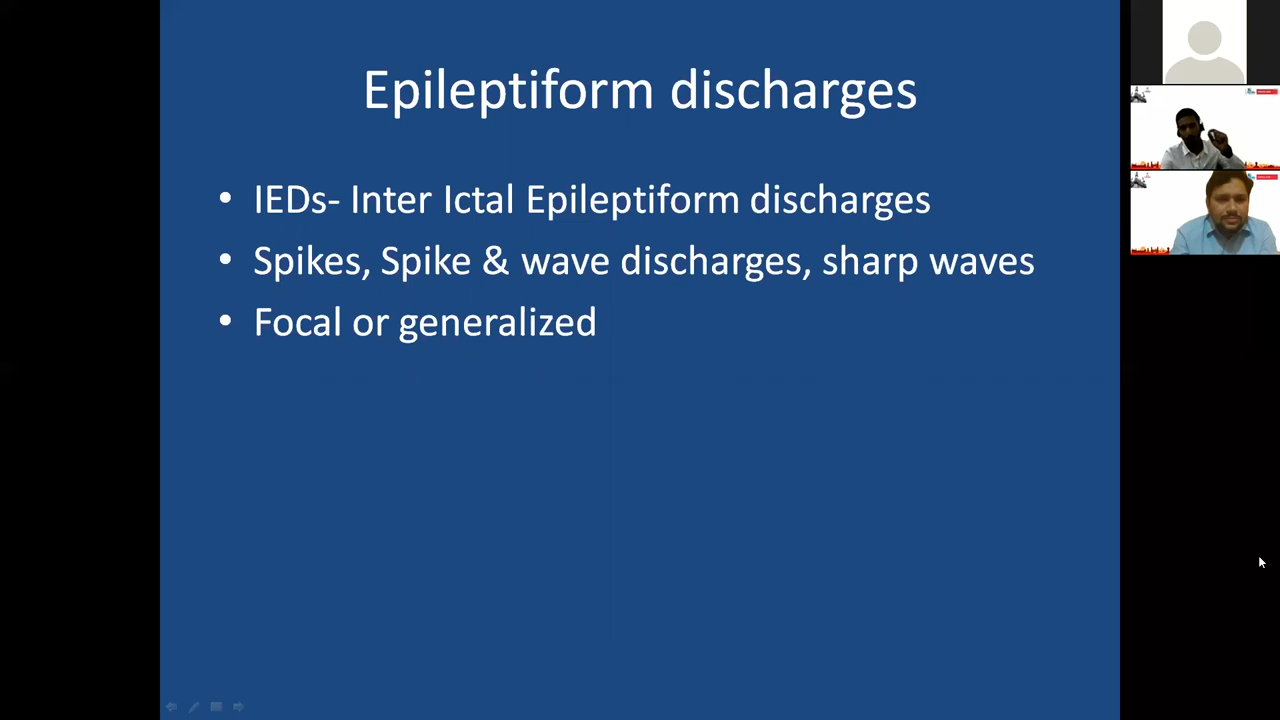 Epileptiform discharges
• IEDs- Inter Ictal Epileptiform discharges
• Spikes, Spike & wave discharges, sharp waves
• Focal or generalized